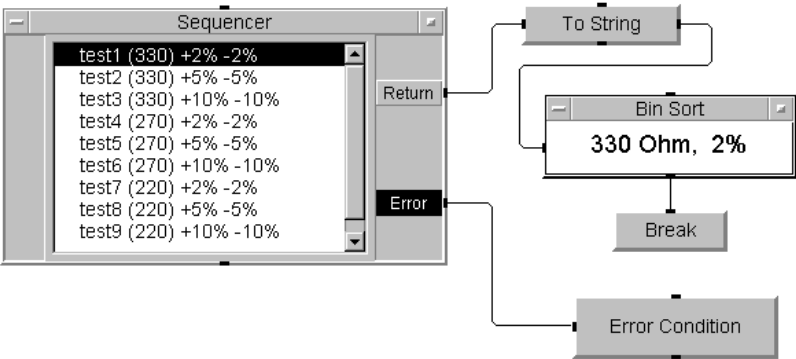 Sequencer
test1 (330) +2% -2%
test2 (330) +5% -5%
test3 (330) +10% -10%
test4 (270) +2% -2%
test5 (270) +5% -5%
test6 (270) +10% -10%
test7 (220) +2% -2%
test8 (220) +5% -5%
test9 (220) +10% -10%
Return
Error
To String
Bin Sort
330 Ohm, 2%
Break
Error Condition